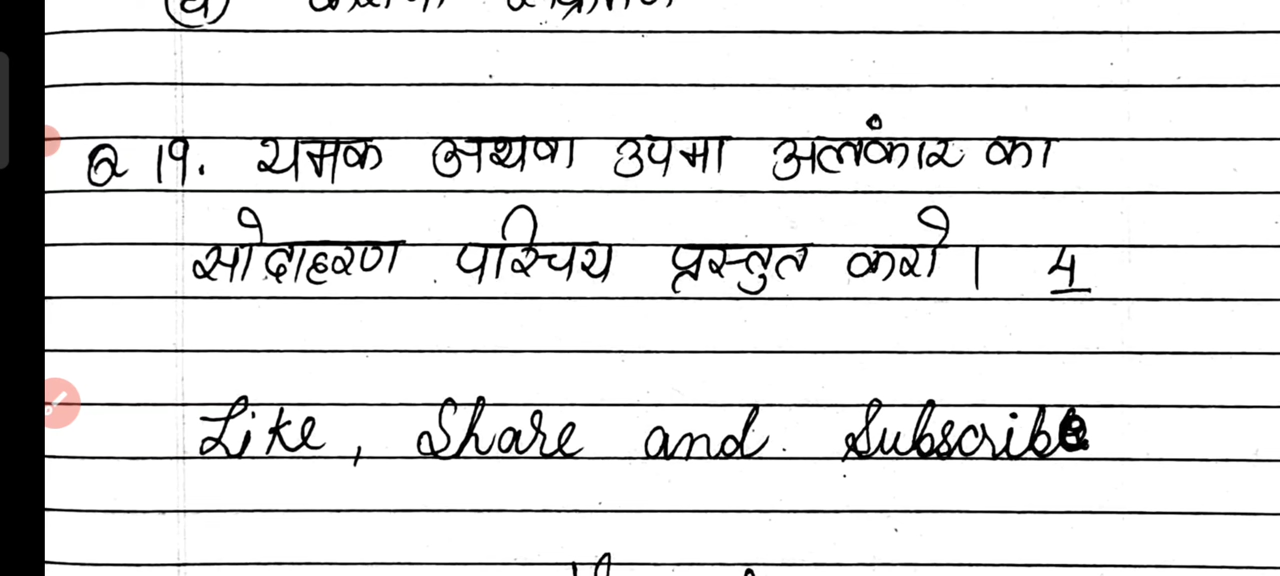 Q 19. यमक अथवा उपमा अलंकार का
सोदाहरण परिचय प्रस्तुत करो। 4
Like, Share and Subscribe